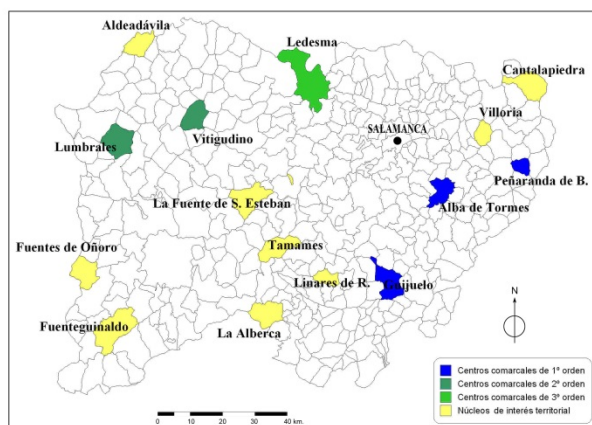 Aldeadávila
Ledesma
Cantalapiedra
Villoria
SALAMANCA
Lumbrales
Vitigudino
Peñaranda de B.
La Fuente de S. Esteban
Alba de Tormes
Fuentes de Oñoro
Tamames
Linares de R.
Guijuelo
Fuenteguinaldo
La Alberca
N
Centros comarcales de 1º orden
Centros comarcales de 2º orden
Centros comarcales de 3º orden
Núcleos de interés territorial
0 10 20 30 40 km.